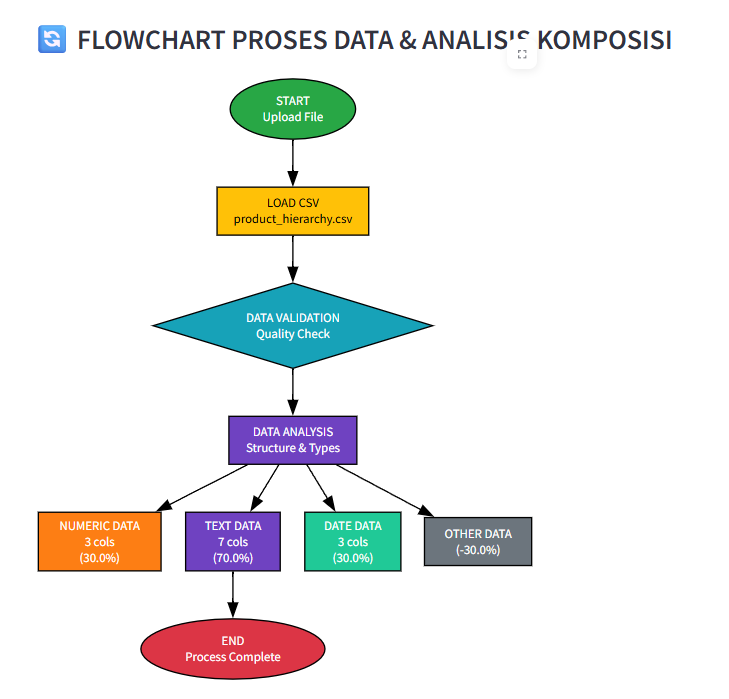 FLOWCHART PROSES DATA & ANALISIS KOMPOSISI
START
Upload File
LOAD CSV
product_hierarchy.csv
DATA VALIDATION
Quality Check
DATA ANALYSIS
Structure & Types
NUMERIC DATA
3 cols
(30.0%)
TEXT DATA
7 cols
(70.0%)
DATE DATA
3 cols
(30.0%)
OTHER DATA
(-30.0%)
END
Process Complete